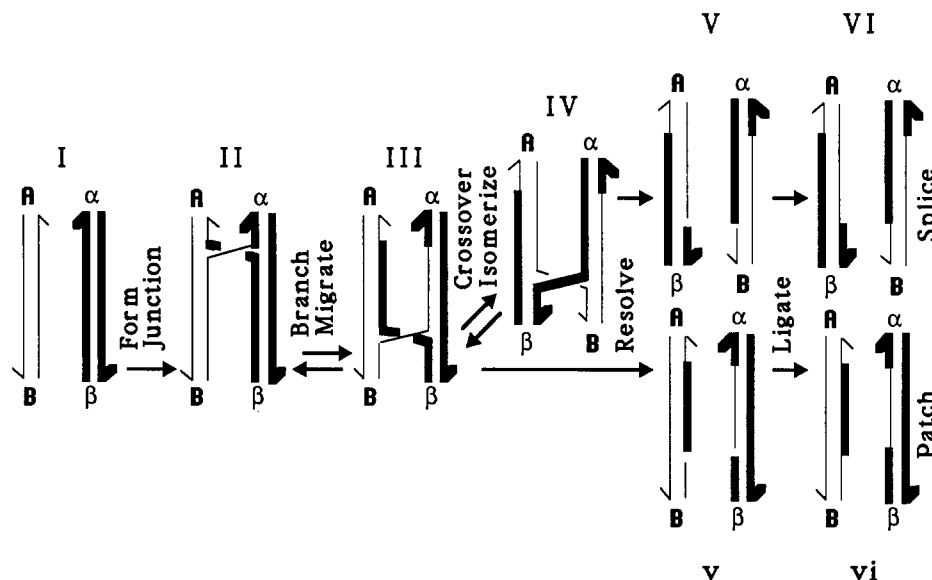 V VI
A α A α
IV
R α
I II III
A α A α A α
Crossover
Isomerize
Splice
Form
Junction
Branch
Migrate
β B β B
β B
Resolve
Ligate
A α A α
B β B β B β
Patch
B β B β
v vi